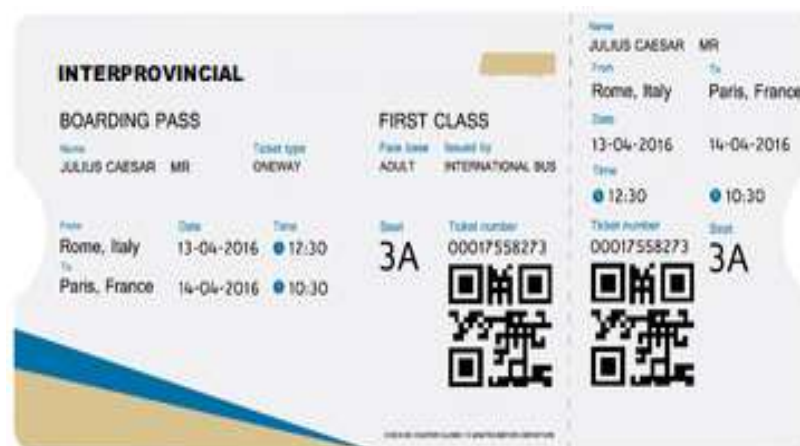 INTERPROVINCIAL
BOARDING PASS
FIRST CLASS
Name Ticket type Fare base Issued by
JULIUS CAESAR MR ONEWAY ADULT INTERNATIONAL BUS
From Date Time Seat Ticket number
Rome, Italy 13-04-2016 12:30 3A 00017558273
To
Paris, France 14-04-2016 10:30
Name
JULIUS CAESAR MR
From To
Rome, Italy Paris, France
Date
13-04-2016 14-04-2016
Time
12:30 10:30
Ticket number Seat
00017558273 3A